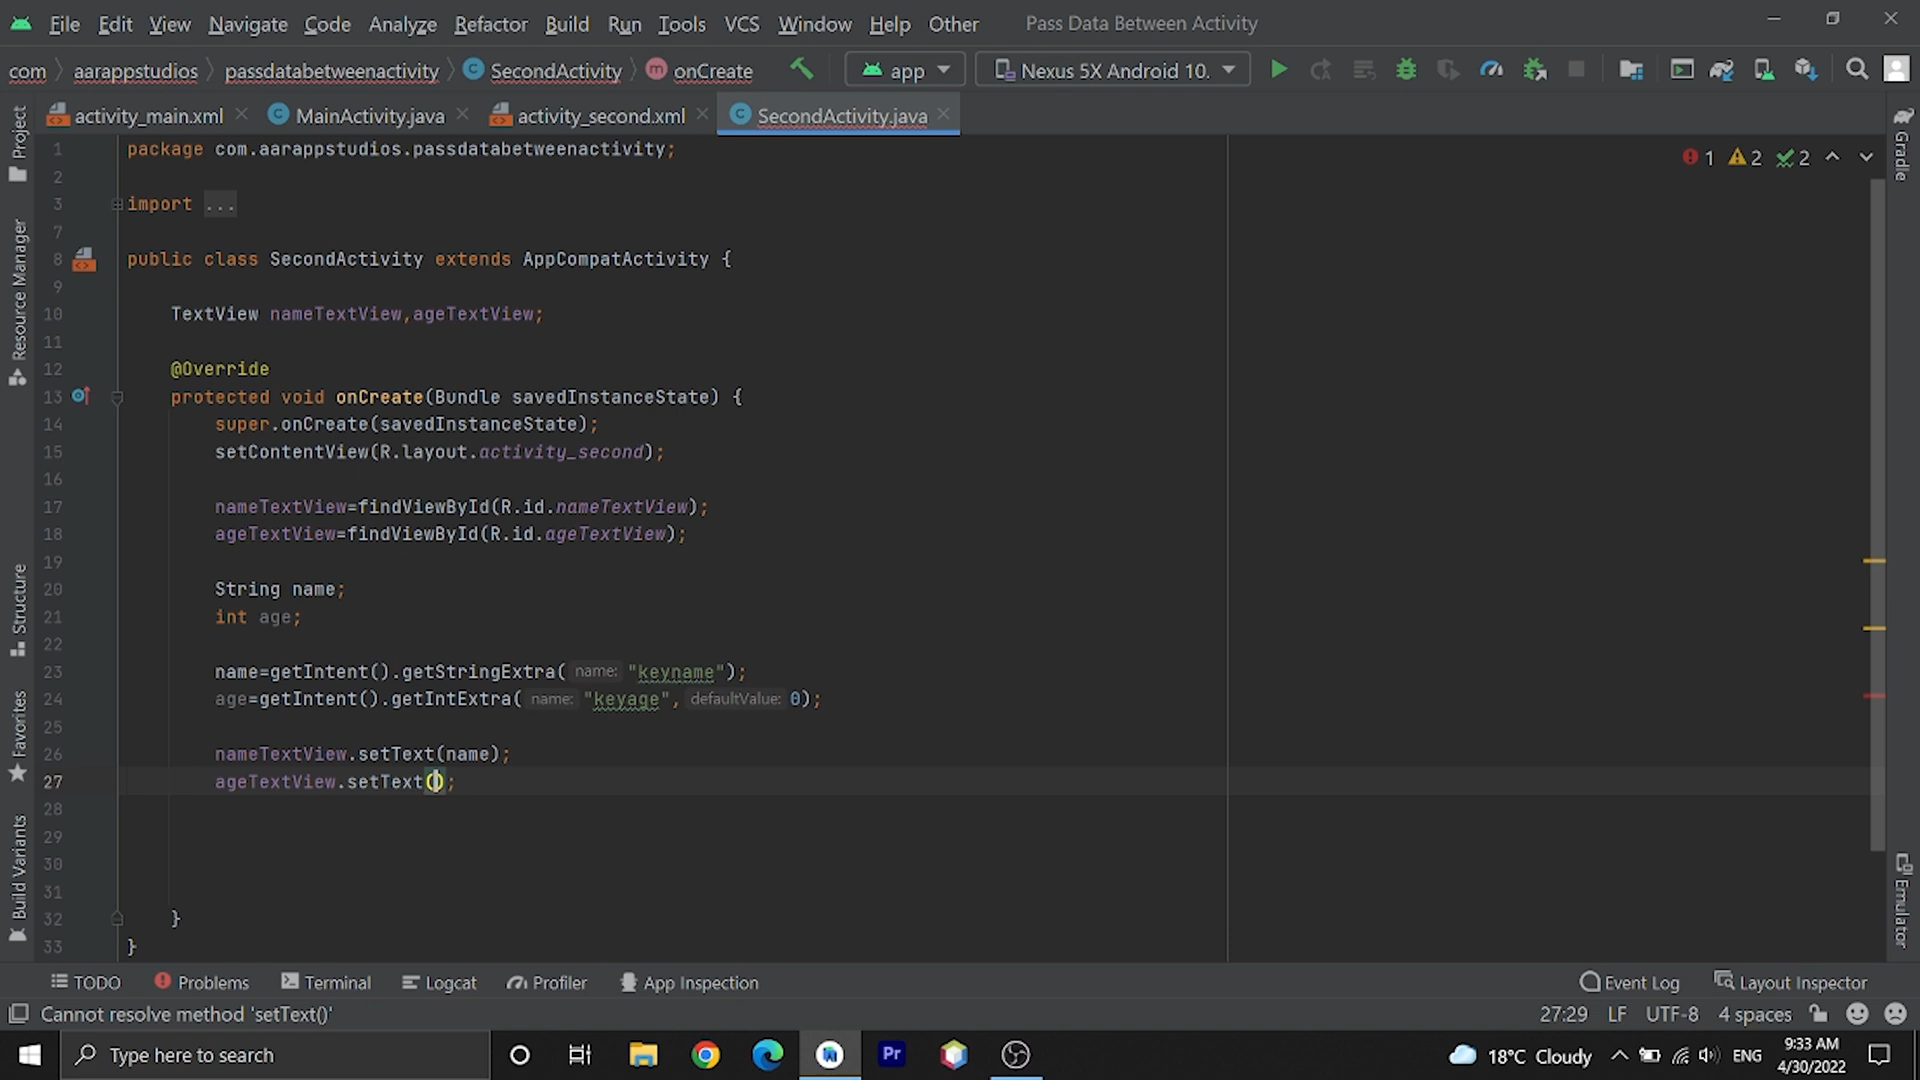 File Edit View Navigate Code Analyze Refactor Build Run Tools VCS Window Help Other Pass Data Between Activity
com aarappstudios passdatabetweenactivity SecondActivity onCreate app Nexus 5X Android 10.
activity_main.xml MainActivity.java activity_second.xml SecondActivity.java
1 package com.aarappstudios.passdatabetweenactivity;
2
3 import ...
7
8 public class SecondActivity extends AppCompatActivity {
9
10 TextView nameTextView,ageTextView;
11
12 @Override
13 protected void onCreate(Bundle savedInstanceState) {
14 super.onCreate(savedInstanceState);
15 setContentView(R.layout.activity_second);
16
17 nameTextView=findViewById(R.id.nameTextView);
18 ageTextView=findViewById(R.id.ageTextView);
19
20 String name;
21 int age;
22
23 name=getIntent().getStringExtra( name: "keyname");
24 age=getIntent().getIntExtra( name: "keyage", defaultValue: 0);
25
26 nameTextView.setText(name);
27 ageTextView.setText();
28
29
30
31
32 }
33 }
1 2 2
Project
Resource Manager
Structure
Favorites
Build Variants
Gradle
Emulator
TODO Problems Terminal Logcat Profiler App Inspection Event Log Layout Inspector
Cannot resolve method 'setText()' 27:29 LF UTF-8 4 spaces
Type here to search Pr 18°C Cloudy ENG 9:33 AM
4/30/2022